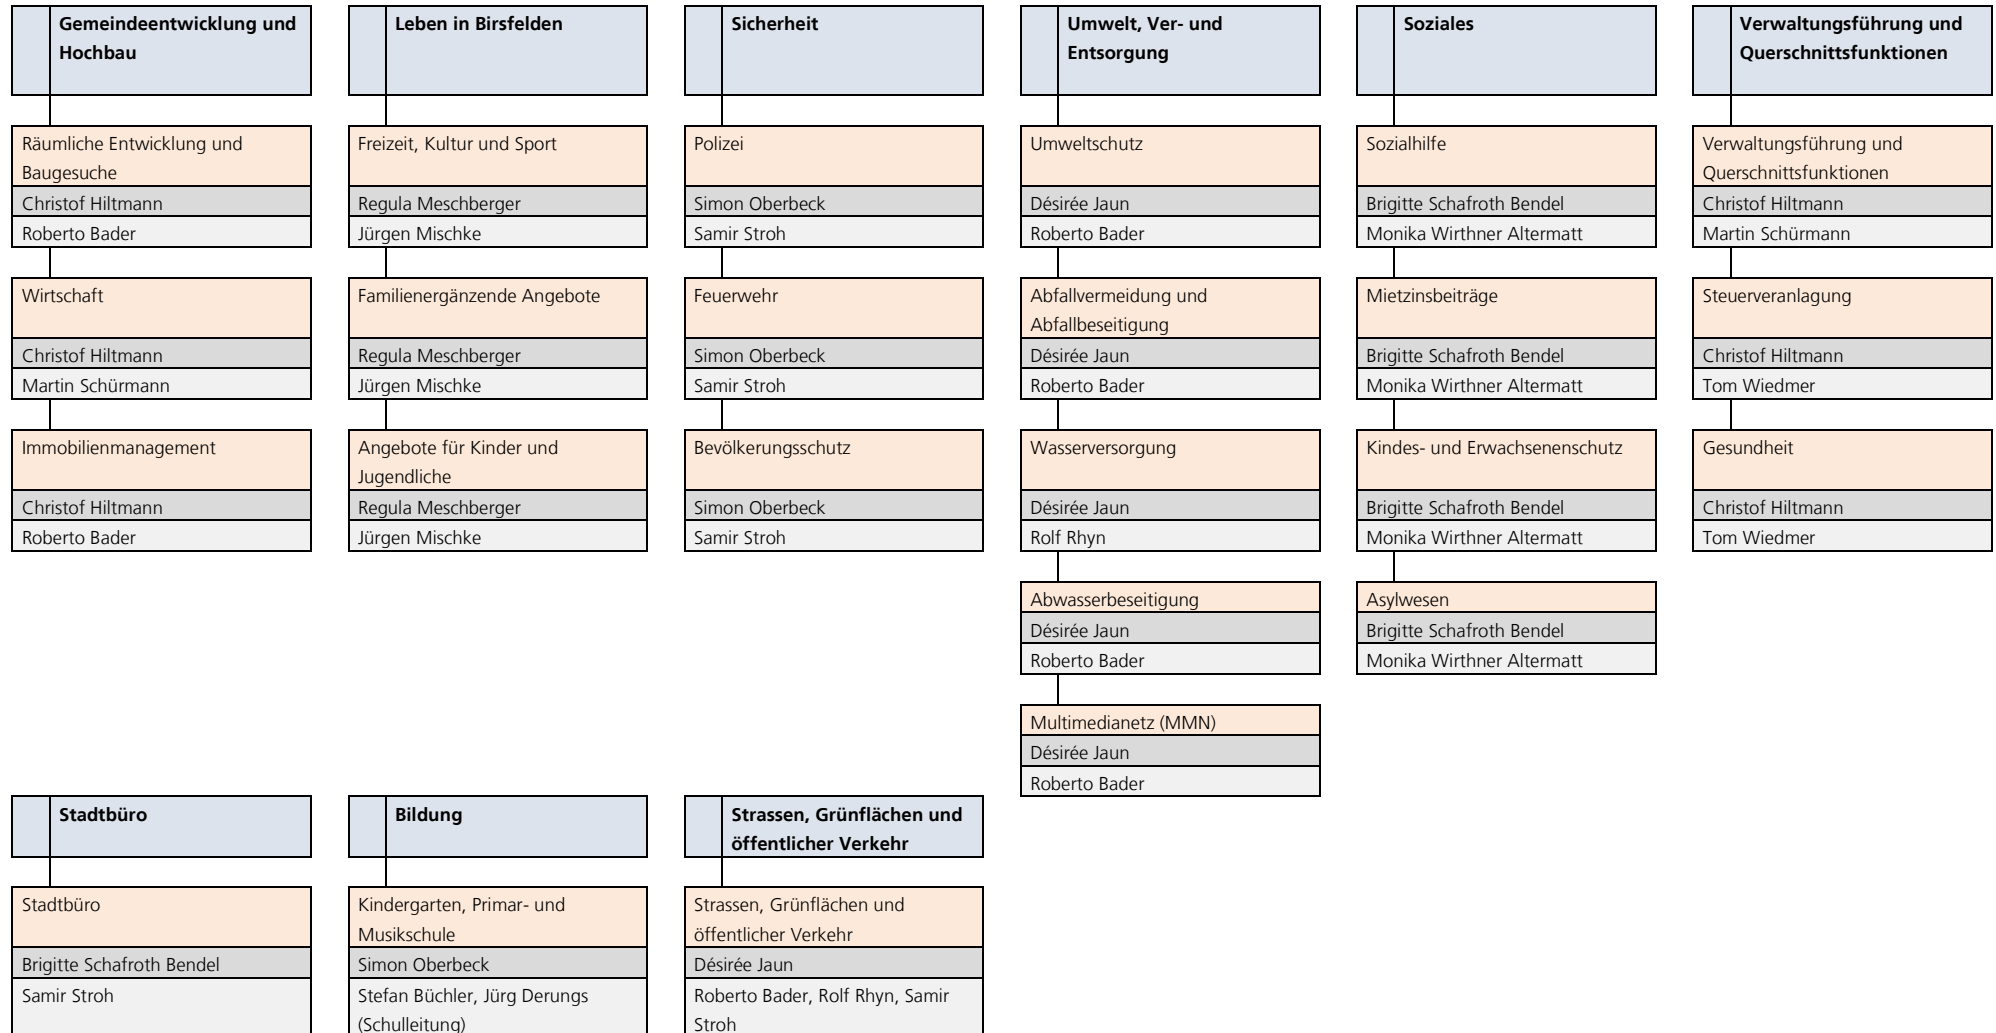 Gemeindeentwicklung und
Hochbau
Räumliche Entwicklung und
Baugesuche
Christof Hiltmann
Roberto Bader
Wirtschaft
Christof Hiltmann
Martin Schürmann
Immobilienmanagement
Christof Hiltmann
Roberto Bader
Leben in Birsfelden
Freizeit, Kultur und Sport
Regula Meschberger
Jürgen Mischke
Familienergänzende Angebote
Regula Meschberger
Jürgen Mischke
Angebote für Kinder und
Jugendliche
Regula Meschberger
Jürgen Mischke
Sicherheit
Polizei
Simon Oberbeck
Samir Stroh
Feuerwehr
Simon Oberbeck
Samir Stroh
Bevölkerungsschutz
Simon Oberbeck
Samir Stroh
Umwelt, Ver- und
Entsorgung
Umweltschutz
Désirée Jaun
Roberto Bader
Abfallvermeidung und
Abfallbeseitigung
Désirée Jaun
Roberto Bader
Wasserversorgung
Désirée Jaun
Rolf Rhyn
Abwasserbeseitigung
Désirée Jaun
Roberto Bader
Multimedianetz (MMN)
Désirée Jaun
Roberto Bader
Soziales
Sozialhilfe
Brigitte Schafroth Bendel
Monika Wirthner Altermatt
Mietzinsbeiträge
Brigitte Schafroth Bendel
Monika Wirthner Altermatt
Kindes- und Erwachsenenschutz
Brigitte Schafroth Bendel
Monika Wirthner Altermatt
Asylwesen
Brigitte Schafroth Bendel
Monika Wirthner Altermatt
Verwaltungsführung und
Querschnittsfunktionen
Verwaltungsführung und
Querschnittsfunktionen
Christof Hiltmann
Martin Schürmann
Steuerveranlagung
Christof Hiltmann
Tom Wiedmer
Gesundheit
Christof Hiltmann
Tom Wiedmer
Stadtbüro
Stadtbüro
Brigitte Schafroth Bendel
Samir Stroh
Bildung
Kindergarten, Primar- und
Musikschule
Simon Oberbeck
Stefan Büchler, Jürg Derungs
(Schulleitung)
Strassen, Grünflächen und
öffentlicher Verkehr
Strassen, Grünflächen und
öffentlicher Verkehr
Désirée Jaun
Roberto Bader, Rolf Rhyn, Samir
Stroh